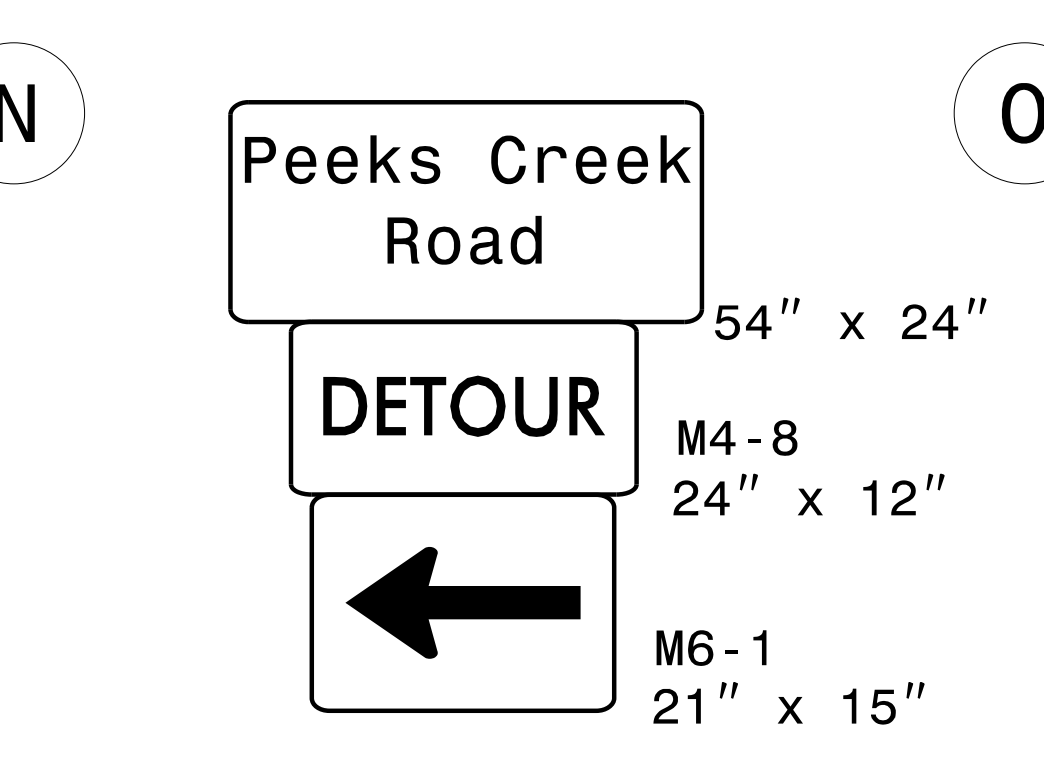 N
O
Peeks Creek
Road
54" x 24"
DETOUR
M4-8
24" x 12"
M6-1
21" x 15"